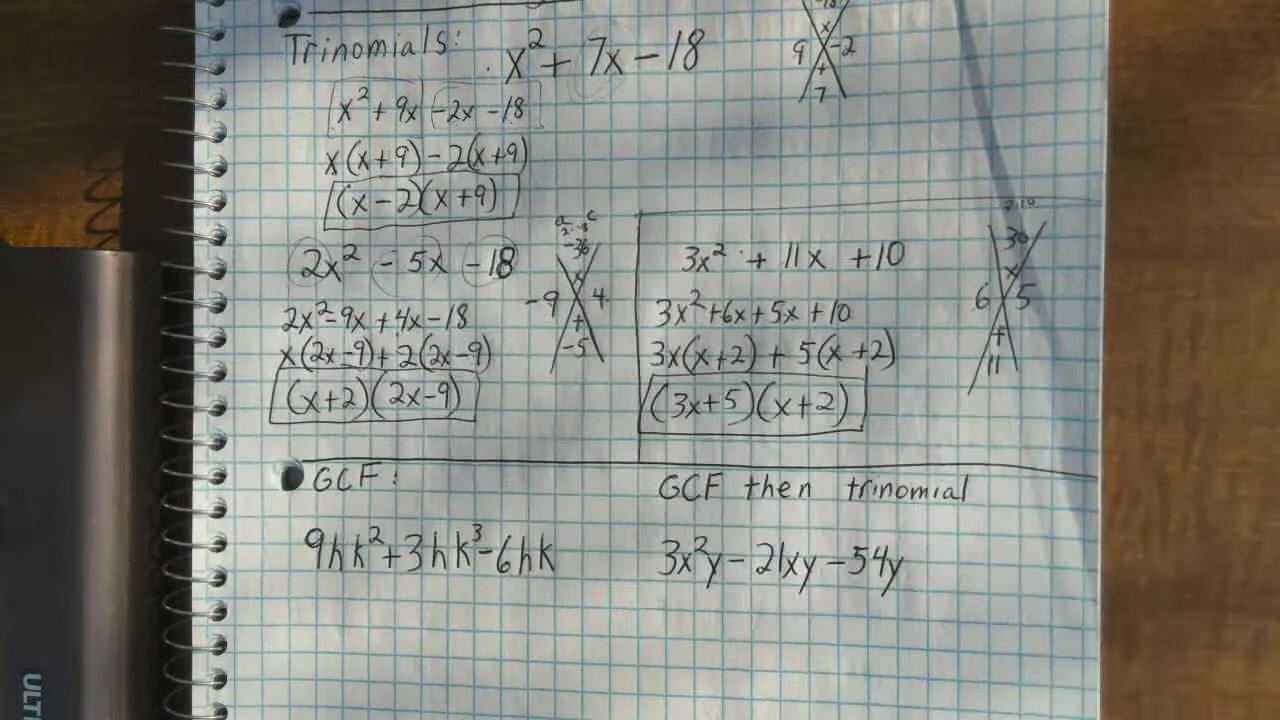 Trinomials: x² + 7x - 18
x
9 -2
+
7
x² + 9x - 2x - 18
x(x+9) - 2(x+9)
(x-2)(x+9)
2x² - 5x - 18
a c
-36
x
-9 4
+
-5
2x²-9x+4x-18
x(2x-9)+2(2x-9)
(x+2)(2x-9)
3x² + 11x + 10
30
x
6 5
+
11
3x²+6x+5x+10
3x(x+2) + 5(x+2)
(3x+5)(x+2)
GCF:
9hk²+3hk³-6hk
GCF then trinomial
3x²y - 21xy - 54y
ULT